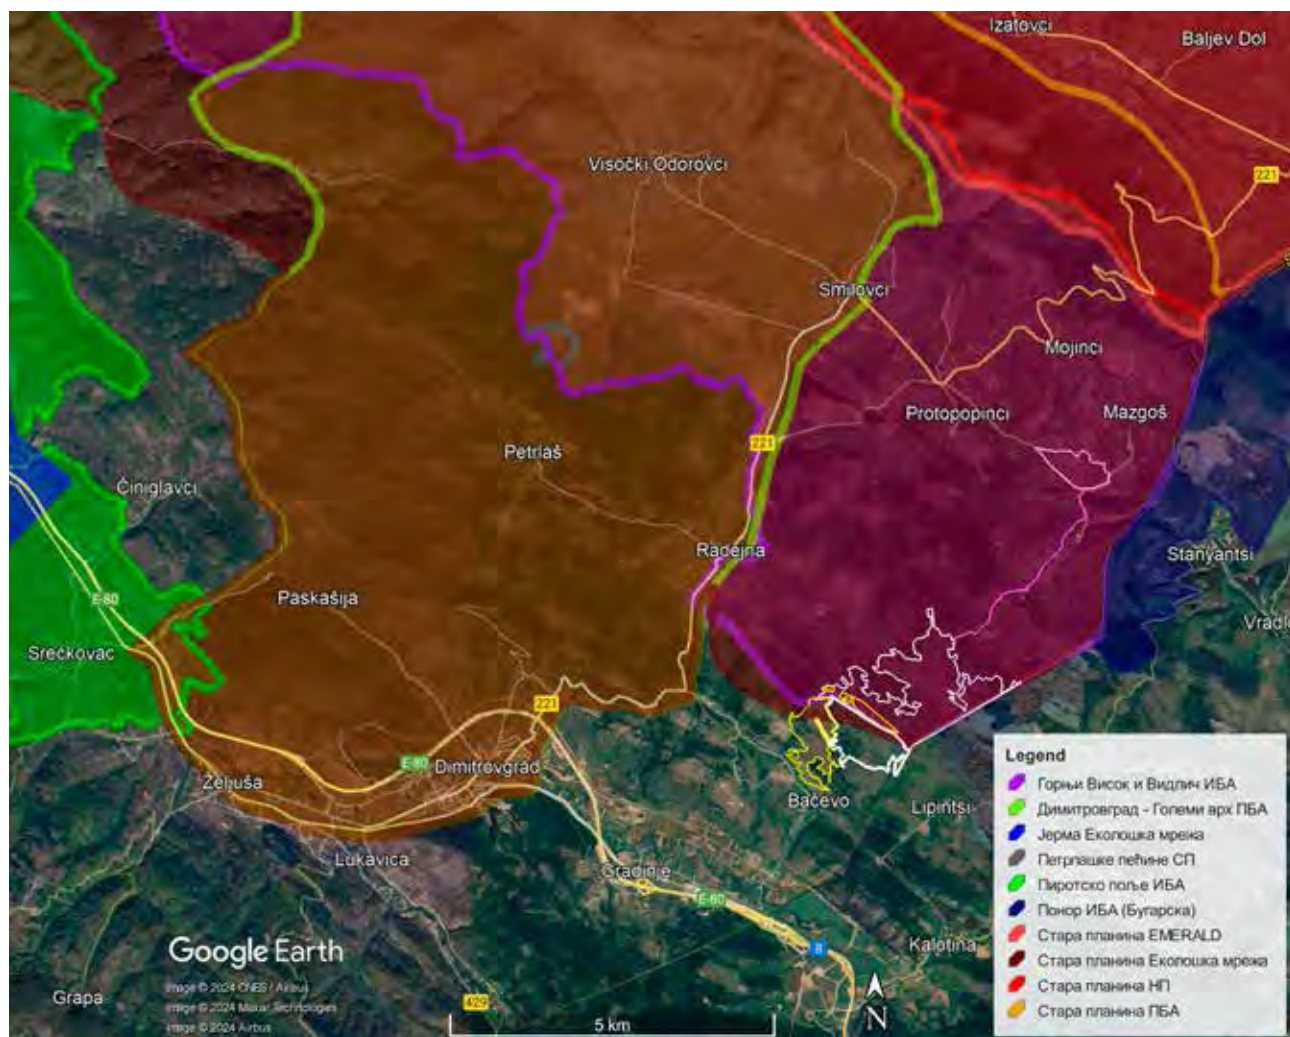 Izatovci
Baljev Dol
Visočki Odorovci
221
Smilovci
Mojinci
Protopopinci
Mazgoš
221
Petrlaš
Činiglavci
Radejna
Stanyantsi
E-80
Paskašija
Srečkovac
221
E-80
Dimitrovgrad
Željuša
Bačevo
Lipintsi
Lukavica
Gradinje
E-80
8
Kalotina
Google Earth
Image © 2024 CNES / Airbus
Image © 2024 Maxar Technologies
Image © 2024 Airbus
Grapa
429
5 km
N
Legend
Горњи Висок и Видлич ИБА
Димитровград - Големи врх ПБА
Јерма Еколошка мрежа
Петрлашке пећине СП
Пиротско поље ИБА
Понор ИБА (Бугарска)
Стара планина EMERALD
Стара планина Еколошка мрежа
Стара планина НП
Стара планина ПБА